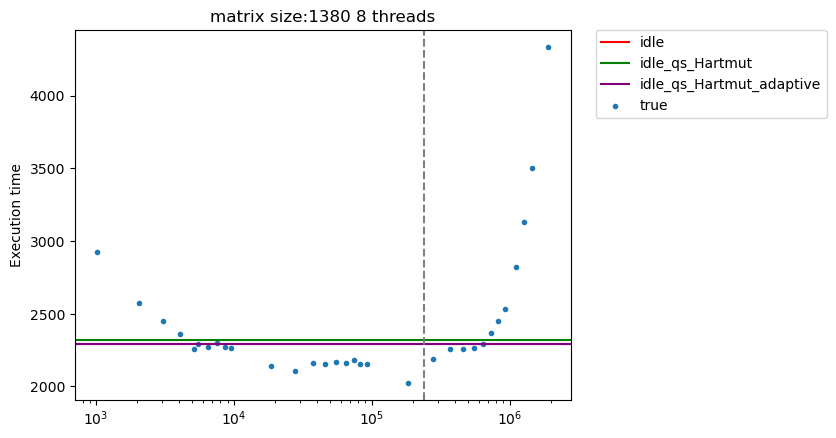 matrix size:1380 8 threads
idle
idle_qs_Hartmut
idle_qs_Hartmut_adaptive
true
Execution time
4000
3500
3000
2500
2000
10³
10⁴
10⁵
10⁶